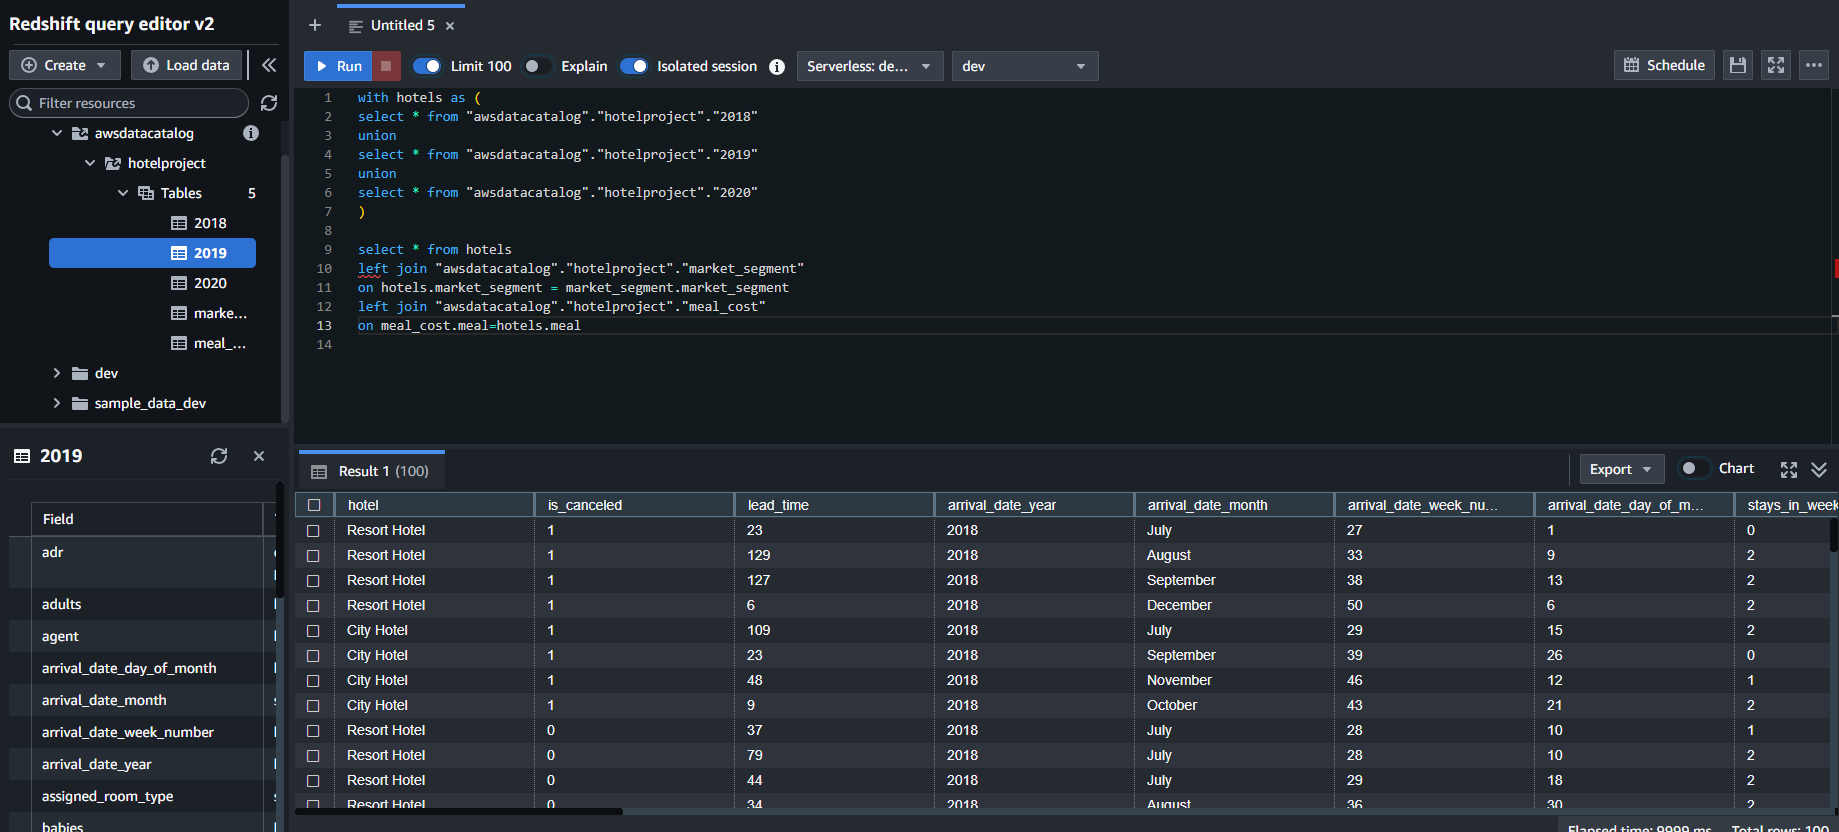 Redshift query editor v2
Create
Load data
Filter resources
awsdatacatalog
hotelproject
Tables 5
2018
2019
2020
marke...
meal_...
dev
sample_data_dev
2019
Field
adr
adults
agent
arrival_date_day_of_month
arrival_date_month
arrival_date_week_number
arrival_date_year
assigned_room_type
babies
+ Untitled 5 ×
Run Limit 100 Explain Isolated session Serverless: de... dev Schedule
1 with hotels as (
2 select * from "awsdatacatalog"."hotelproject"."2018"
3 union
4 select * from "awsdatacatalog"."hotelproject"."2019"
5 union
6 select * from "awsdatacatalog"."hotelproject"."2020"
7 )
8
9 select * from hotels
10 left join "awsdatacatalog"."hotelproject"."market_segment"
11 on hotels.market_segment = market_segment.market_segment
12 left join "awsdatacatalog"."hotelproject"."meal_cost"
13 on meal_cost.meal=hotels.meal
14
Result 1 (100) Export Chart
hotel is_canceled lead_time arrival_date_year arrival_date_month arrival_date_week_nu... arrival_date_day_of_m... stays_in_week
Resort Hotel 1 23 2018 July 27 1 0
Resort Hotel 1 129 2018 August 33 9 2
Resort Hotel 1 127 2018 September 38 13 2
Resort Hotel 1 6 2018 December 50 6 2
City Hotel 1 109 2018 July 29 15 2
City Hotel 1 23 2018 September 39 26 0
City Hotel 1 48 2018 November 46 12 1
City Hotel 1 9 2018 October 43 21 2
Resort Hotel 0 37 2018 July 28 10 1
Resort Hotel 0 79 2018 July 28 10 2
Resort Hotel 0 44 2018 July 29 18 2
Resort Hotel 0 34 2018 August 36 30 2
Elapsed time: 9999 ms Total rows: 100